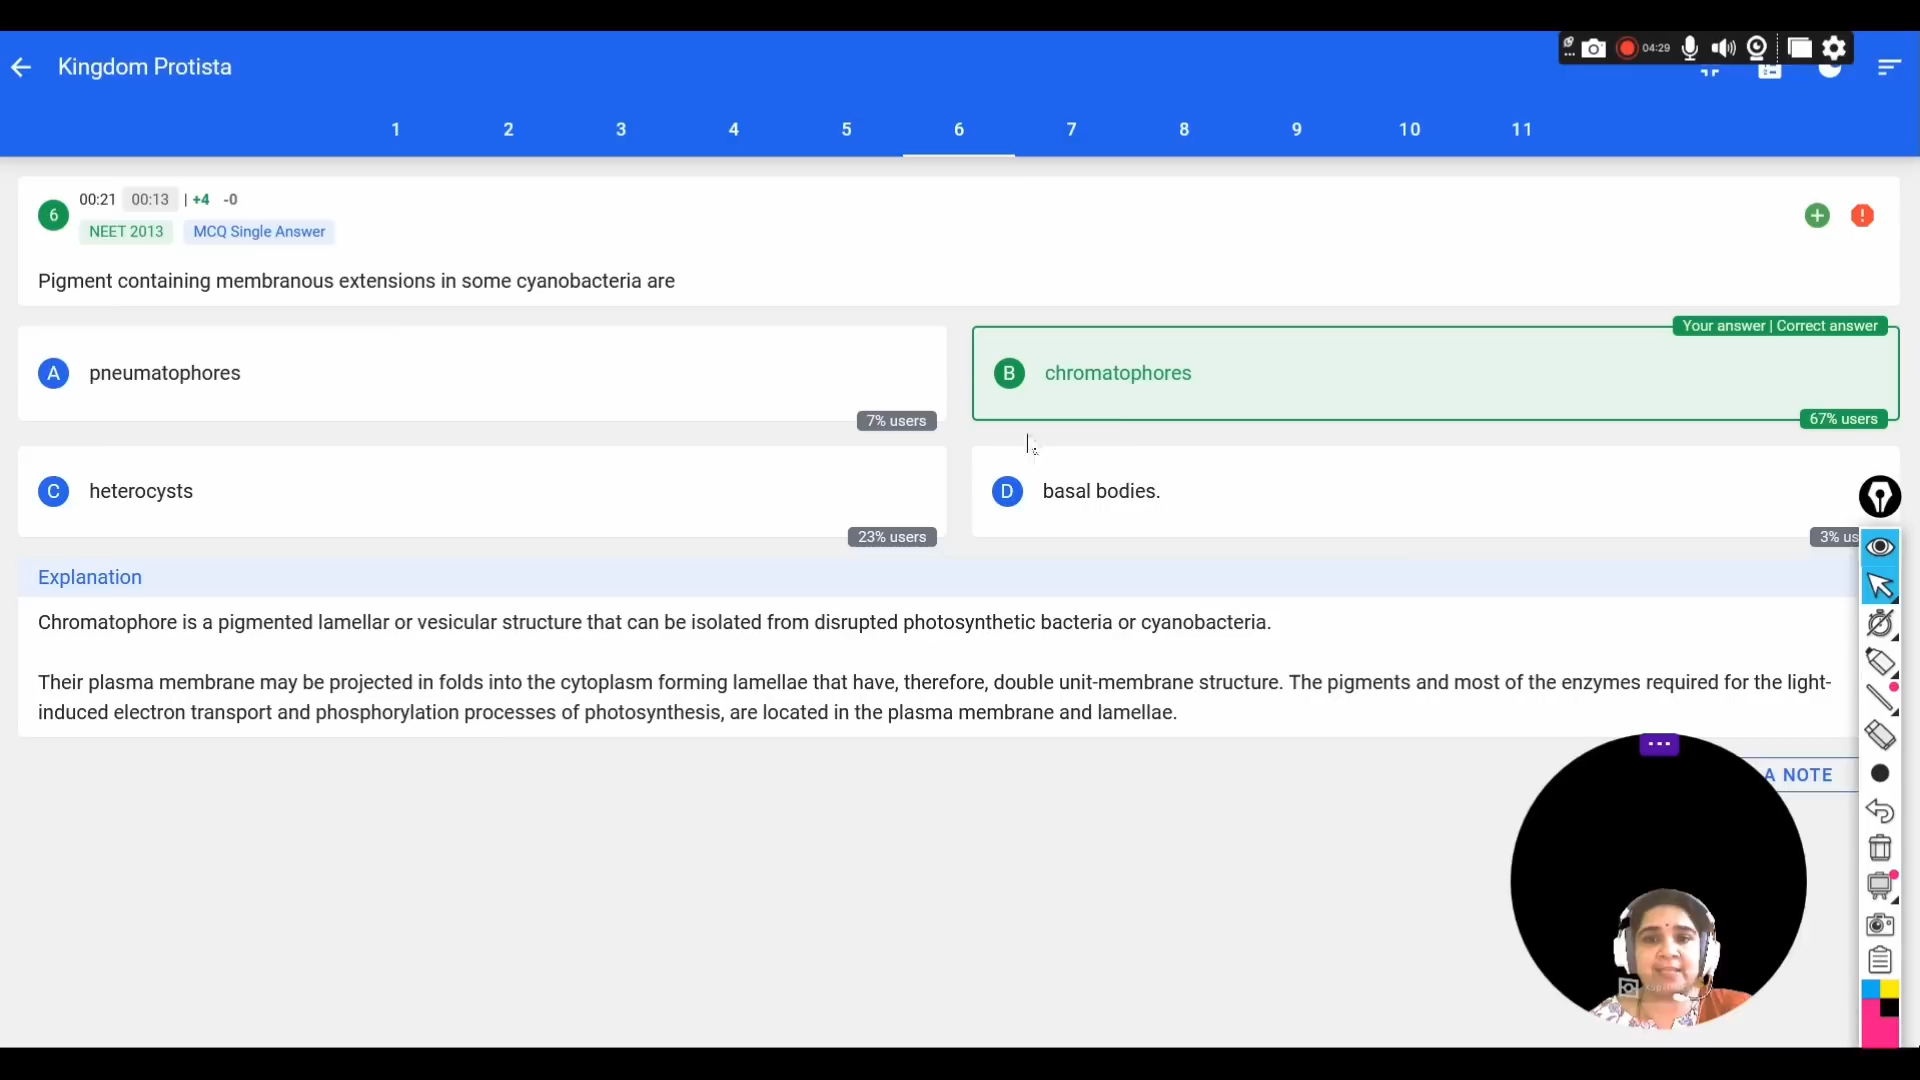 04:29
Kingdom Protista
1 2 3 4 5 6 7 8 9 10 11
6 00:21 00:13 | +4 -0
NEET 2013 MCQ Single Answer
Pigment containing membranous extensions in some cyanobacteria are
Your answer | Correct answer
A pneumatophores
B chromatophores
7% users
67% users
C heterocysts
D basal bodies.
23% users
3% us
Explanation
Chromatophore is a pigmented lamellar or vesicular structure that can be isolated from disrupted photosynthetic bacteria or cyanobacteria.
Their plasma membrane may be projected in folds into the cytoplasm forming lamellae that have, therefore, double unit-membrane structure. The pigments and most of the enzymes required for the light-
induced electron transport and phosphorylation processes of photosynthesis, are located in the plasma membrane and lamellae.
A NOTE